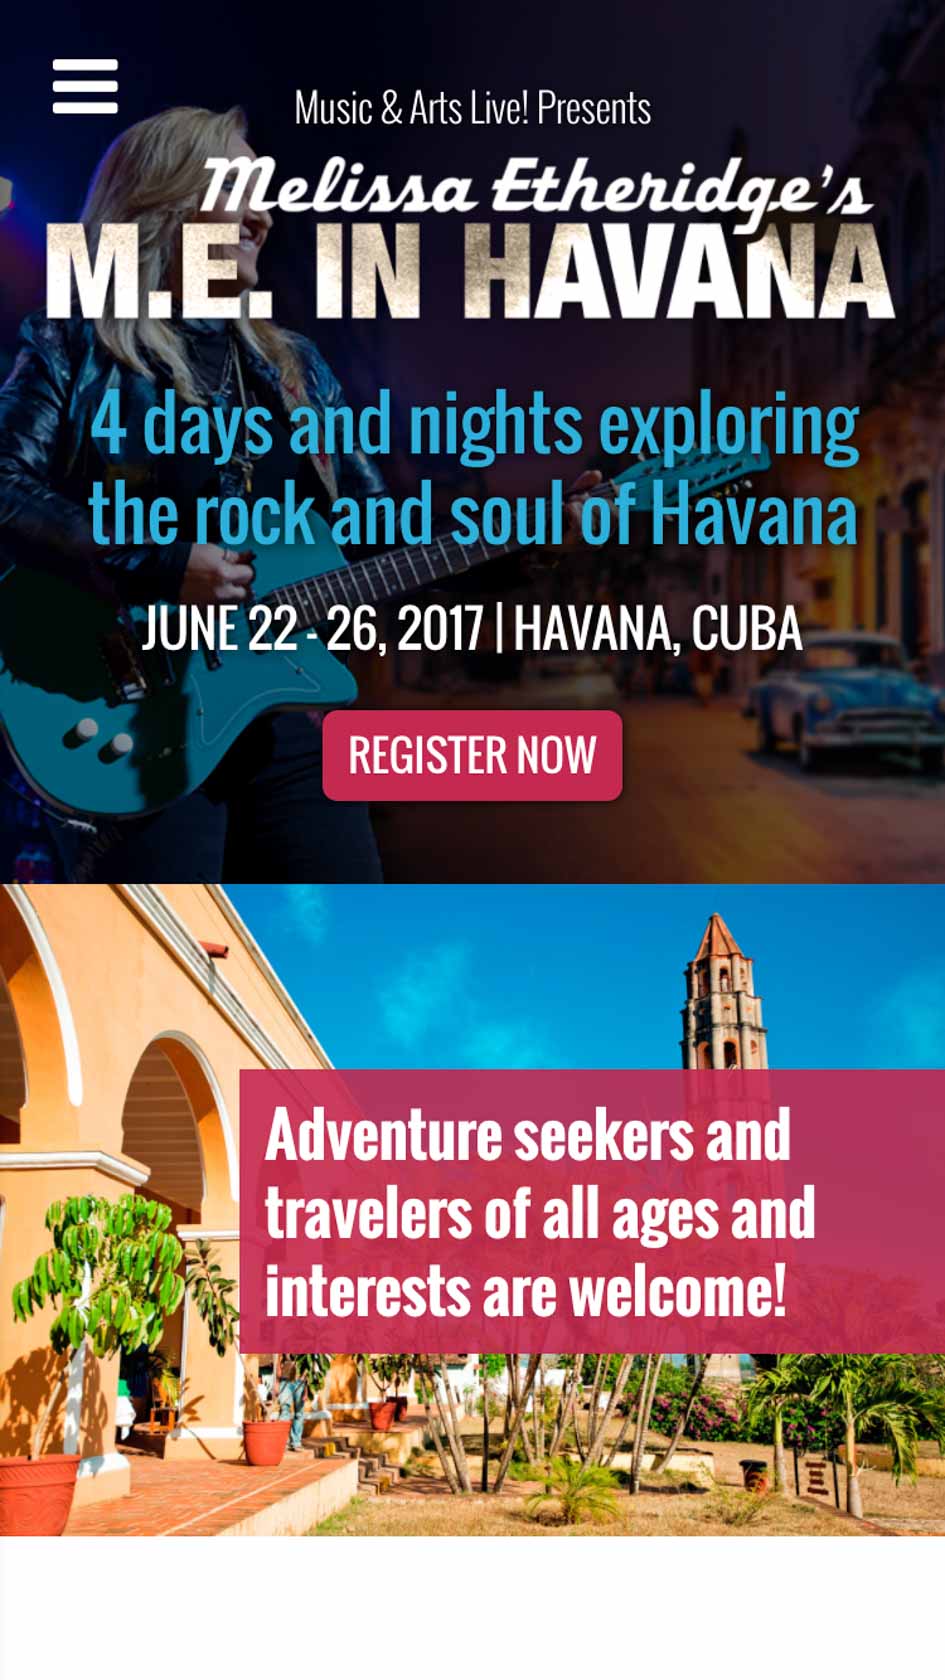 Music & Arts Live! Presents
Melissa Etheridge's
M.E. IN HAVANA
4 days and nights exploring
the rock and soul of Havana
JUNE 22 - 26, 2017 | HAVANA, CUBA
REGISTER NOW
Adventure seekers and
travelers of all ages and
interests are welcome!